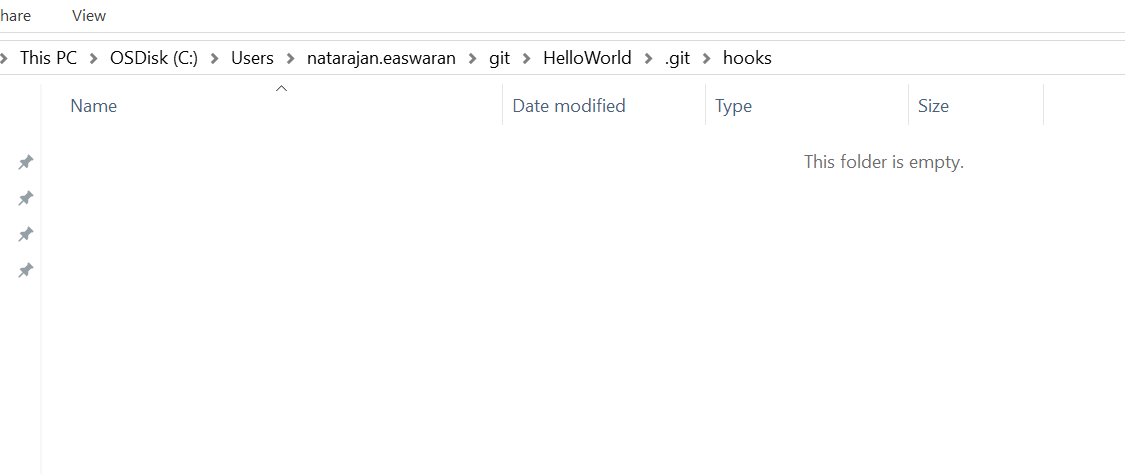 hare View
This PC OSDisk (C:) Users natarajan.easwaran git HelloWorld .git hooks
Name Date modified Type Size
This folder is empty.